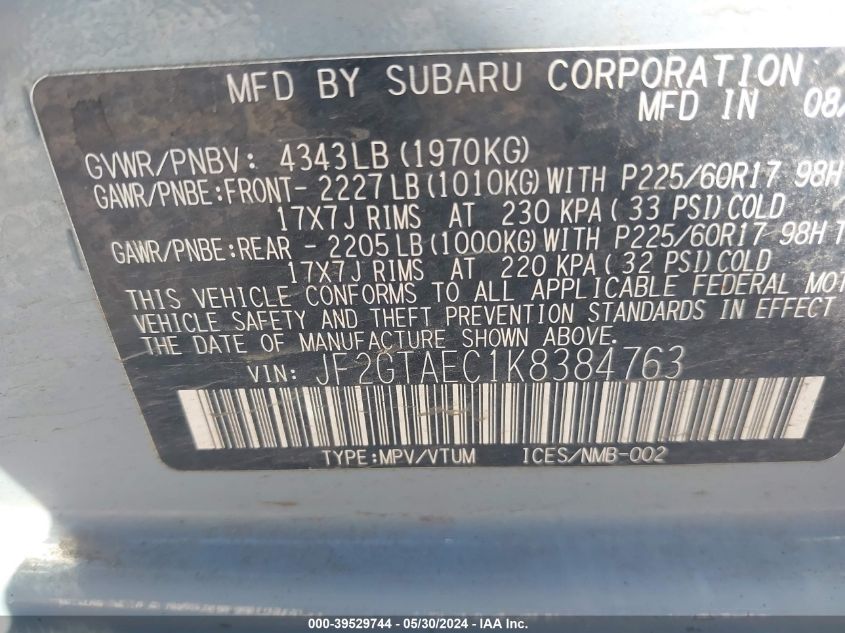 MFD BY SUBARU CORPORATION
MFD IN 08/
GVWR/PNBV: 4343LB(1970KG)
GAWR/PNBE:FRONT- 2227LB(1010KG)WITH P225/60R17 98H
17X7J RIMS AT 230 KPA(33 PSI)COLD
GAWR/PNBE:REAR - 2205LB(1000KG)WITH P225/60R17 98H T
17X7J RIMS AT 220 KPA(32 PSI)COLD
THIS VEHICLE CONFORMS TO ALL APPLICABLE FEDERAL MOT
VEHICLE SAFETY AND THEFT PREVENTION STANDARDS IN EFFECT
THE DATE OF MANUFACTURE SHOWN ABOVE.
VIN: JF2GTAEC1K8384763
TYPE:MPV/VTUM ICES/NMB-002
000-39529744 - 05/30/2024 - © IAA Holdings, LLC.